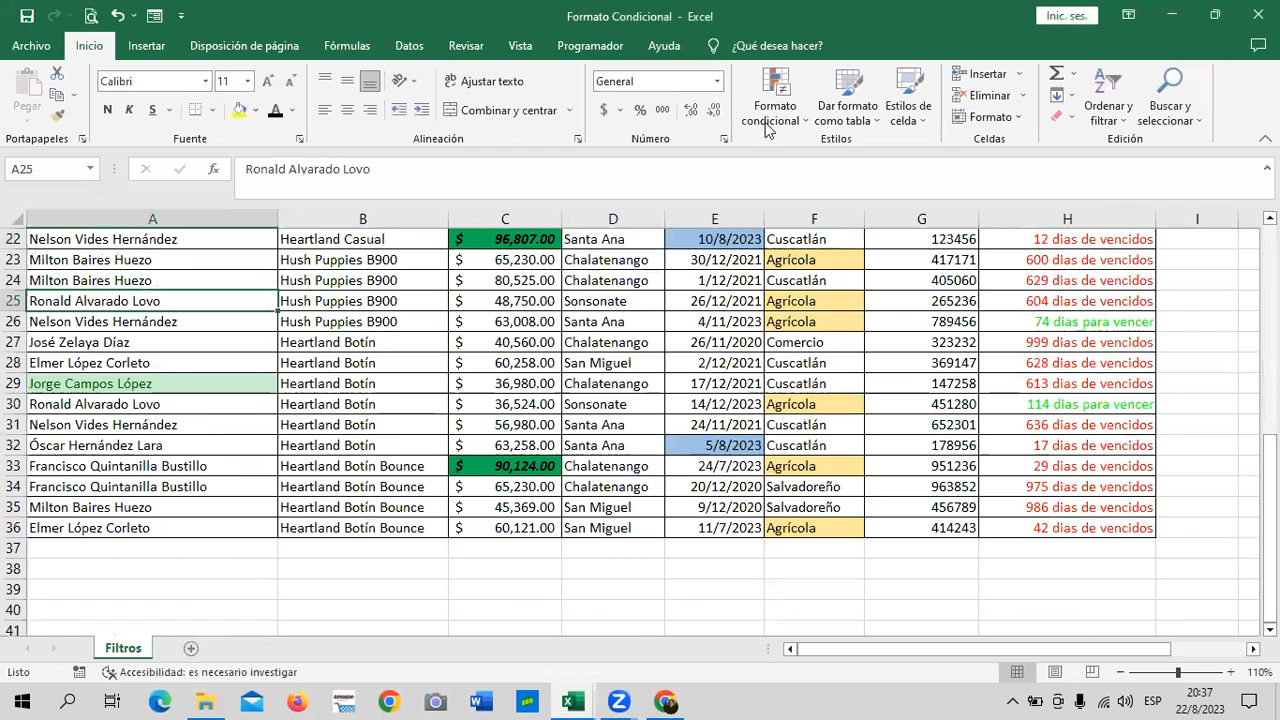 Formato Condicional - Excel
Inic. ses.
Archivo Inicio Insertar Disposición de página Fórmulas Datos Revisar Vista Programador Ayuda ¿Qué desea hacer?
Pegar
Portapapeles
Calibri 11
N K S
Fuente
Ajustar texto
Combinar y centrar
Alineación
General
$ % 000
Número
Formato condicional
Dar formato como tabla
Estilos de celda
Estilos
Insertar
Eliminar
Formato
Celdas
Ordenar y filtrar
Buscar y seleccionar
Edición
A25 fx Ronald Alvarado Lovo
A B C D E F G H I
22 Nelson Vides Hernández Heartland Casual $ 96,807.00 Santa Ana 10/8/2023 Cuscatlán 123456 12 dias de vencidos
23 Milton Baires Huezo Hush Puppies B900 $ 65,230.00 Chalatenango 30/12/2021 Agrícola 417171 600 dias de vencidos
24 Milton Baires Huezo Hush Puppies B900 $ 80,525.00 Chalatenango 1/12/2021 Cuscatlán 405060 629 dias de vencidos
25 Ronald Alvarado Lovo Hush Puppies B900 $ 48,750.00 Sonsonate 26/12/2021 Agrícola 265236 604 dias de vencidos
26 Nelson Vides Hernández Hush Puppies B900 $ 63,008.00 Santa Ana 4/11/2023 Agrícola 789456 74 dias para vencer
27 José Zelaya Díaz Heartland Botín $ 40,560.00 Chalatenango 26/11/2020 Comercio 323232 999 dias de vencidos
28 Elmer López Corleto Heartland Botín $ 60,258.00 San Miguel 2/12/2021 Cuscatlán 369147 628 dias de vencidos
29 Jorge Campos López Heartland Botín $ 36,980.00 Chalatenango 17/12/2021 Cuscatlán 147258 613 dias de vencidos
30 Ronald Alvarado Lovo Heartland Botín $ 36,524.00 Sonsonate 14/12/2023 Agrícola 451280 114 dias para vencer
31 Nelson Vides Hernández Heartland Botín $ 56,980.00 Santa Ana 24/11/2021 Cuscatlán 652301 636 dias de vencidos
32 Óscar Hernández Lara Heartland Botín $ 63,258.00 Santa Ana 5/8/2023 Cuscatlán 178956 17 dias de vencidos
33 Francisco Quintanilla Bustillo Heartland Botín Bounce $ 90,124.00 Chalatenango 24/7/2023 Agrícola 951236 29 dias de vencidos
34 Francisco Quintanilla Bustillo Heartland Botín Bounce $ 65,230.00 Chalatenango 20/12/2020 Salvadoreño 963852 975 dias de vencidos
35 Milton Baires Huezo Heartland Botín Bounce $ 45,369.00 San Miguel 9/12/2020 Salvadoreño 456789 986 dias de vencidos
36 Elmer López Corleto Heartland Botín Bounce $ 60,121.00 San Miguel 11/7/2023 Agrícola 414243 42 dias de vencidos
37
38
39
40
41
Filtros
Listo Accesibilidad: es necesario investigar 110%
ESP 20:37
22/8/2023